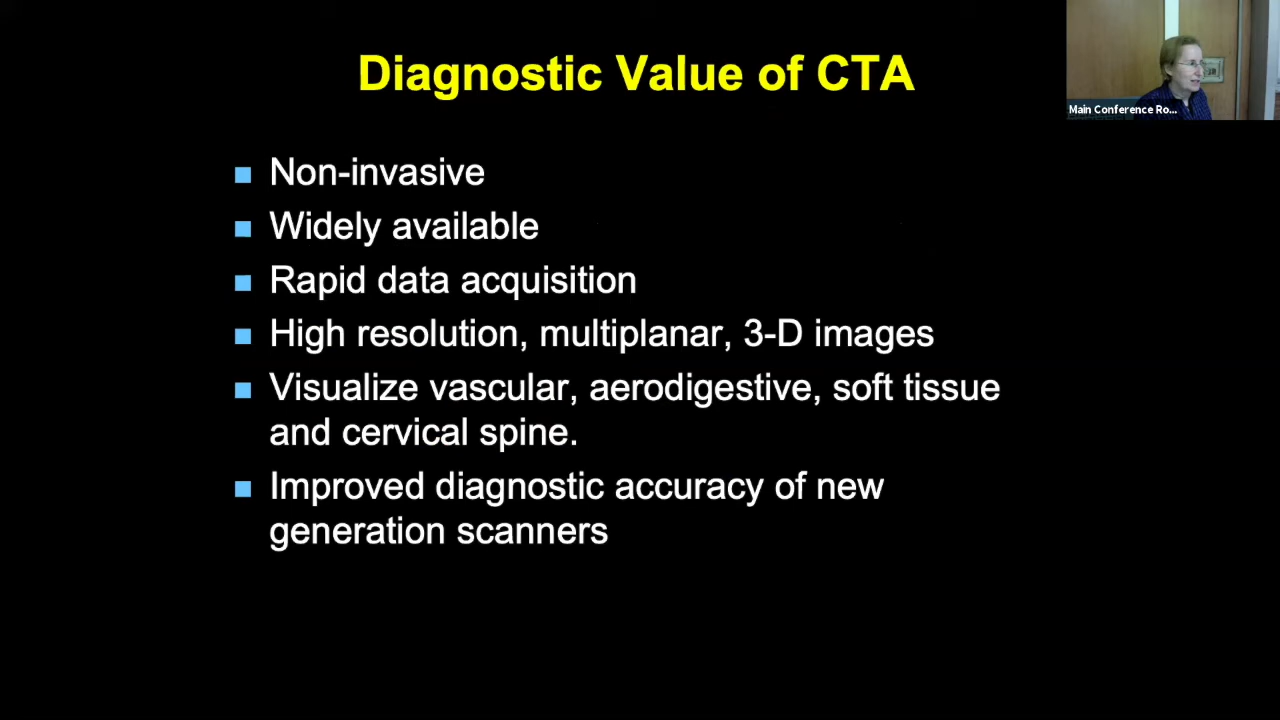 Diagnostic Value of CTA
Main Conference Ro...
Non-invasive
Widely available
Rapid data acquisition
High resolution, multiplanar, 3-D images
Visualize vascular, aerodigestive, soft tissue
and cervical spine.
Improved diagnostic accuracy of new
generation scanners